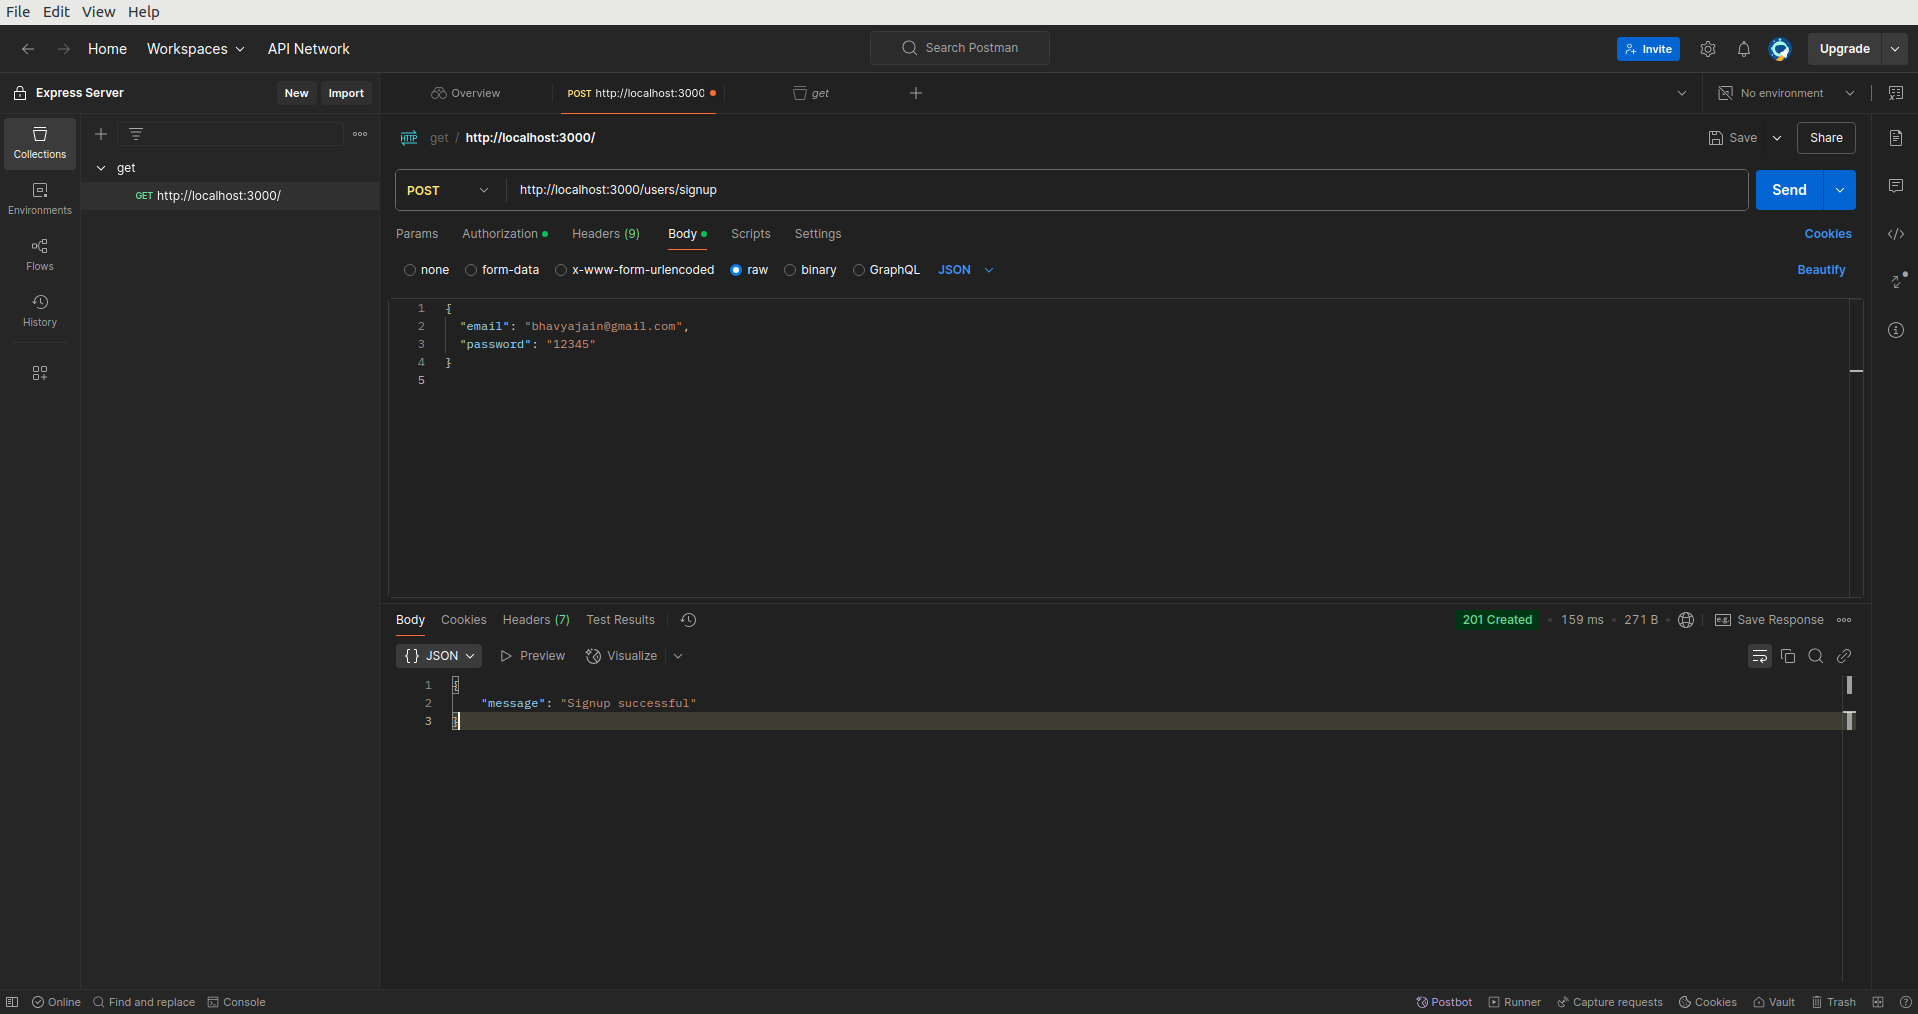 File Edit View Help
Home Workspaces API Network Search Postman Invite Upgrade
Express Server New Import Overview POST http://localhost:3000 get No environment
Collections
get
GET http://localhost:3000/
Environments
Flows
History
HTTP get / http://localhost:3000/ Save Share
POST http://localhost:3000/users/signup Send
Params Authorization Headers (9) Body Scripts Settings Cookies
none form-data x-www-form-urlencoded raw binary GraphQL JSON Beautify
1 {
2 "email": "bhavyajain@gmail.com",
3 "password": "12345"
4 }
5
Body Cookies Headers (7) Test Results 201 Created • 159 ms • 271 B • e.g. Save Response
{} JSON Preview Visualize
1 {
2 "message": "Signup successful"
3 }
Online Find and replace Console Postbot Runner Capture requests Cookies Vault Trash